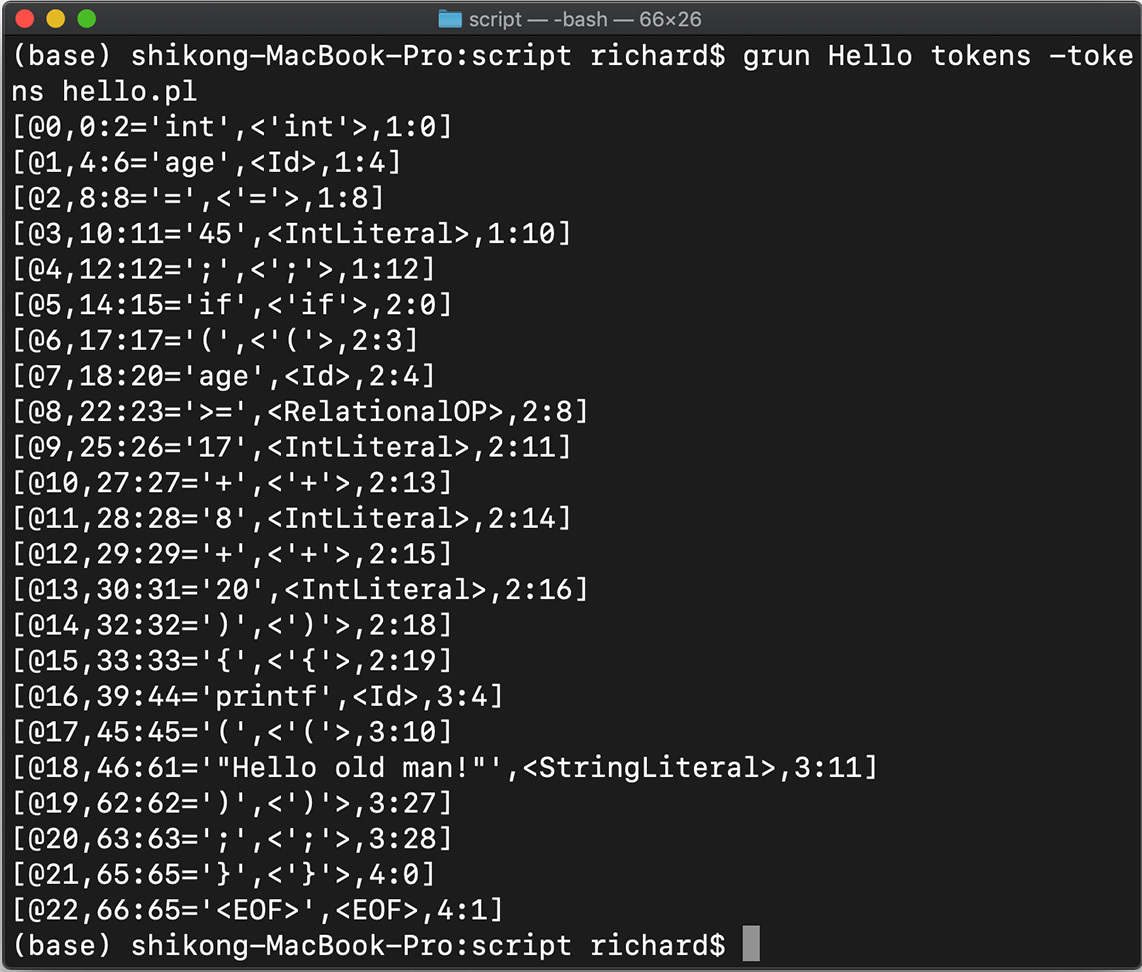 script — -bash — 66×26
(base) shikong-MacBook-Pro:script richard$ grun Hello tokens -toke
ns hello.pl
[@0,0:2='int',<'int'>,1:0]
[@1,4:6='age',<Id>,1:4]
[@2,8:8='=',<'='>,1:8]
[@3,10:11='45',<IntLiteral>,1:10]
[@4,12:12=';',<';'>,1:12]
[@5,14:15='if',<'if'>,2:0]
[@6,17:17='(',<'('>,2:3]
[@7,18:20='age',<Id>,2:4]
[@8,22:23='>=',<RelationalOP>,2:8]
[@9,25:26='17',<IntLiteral>,2:11]
[@10,27:27='+',<'+'>,2:13]
[@11,28:28='8',<IntLiteral>,2:14]
[@12,29:29='+',<'+'>,2:15]
[@13,30:31='20',<IntLiteral>,2:16]
[@14,32:32=')',<')'>,2:18]
[@15,33:33='{',<'{'>,2:19]
[@16,39:44='printf',<Id>,3:4]
[@17,45:45='(',<'('>,3:10]
[@18,46:61='"Hello old man!"',<StringLiteral>,3:11]
[@19,62:62=')',<')'>,3:27]
[@20,63:63=';',<';'>,3:28]
[@21,65:65='}',<'}'>,4:0]
[@22,66:65='<EOF>',<EOF>,4:1]
(base) shikong-MacBook-Pro:script richard$